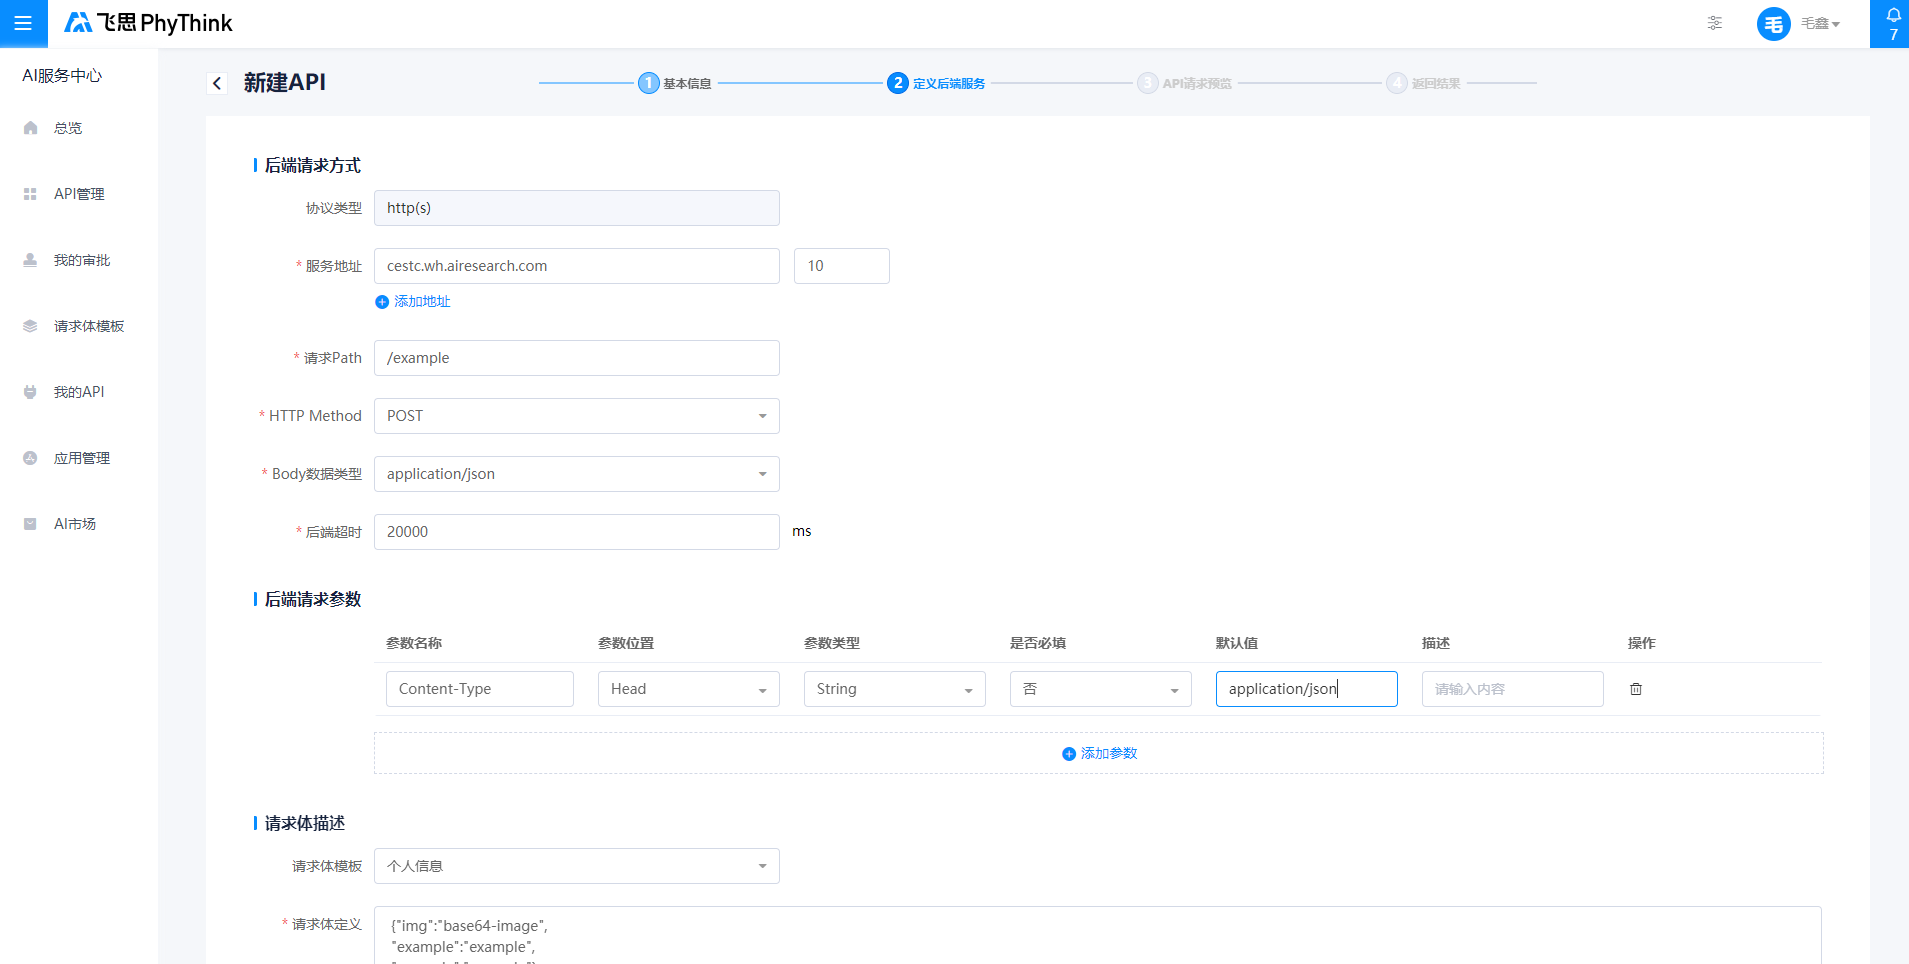 飞思 PhyThink
毛
毛鑫
7
AI服务中心
总览
API管理
我的审批
请求体模板
我的API
应用管理
AI市场
新建API
1 基本信息
2 定义后端服务
3 API请求预览
4 返回结果
后端请求方式
协议类型 http(s)
* 服务地址 cestc.wh.airesearch.com 10
添加地址
* 请求Path /example
* HTTP Method POST
* Body数据类型 application/json
* 后端超时 20000 ms
后端请求参数
参数名称 参数位置 参数类型 是否必填 默认值 描述 操作
Content-Type Head String 否 application/json 请输入内容
添加参数
请求体描述
请求体模板 个人信息
* 请求体定义 {"img":"base64-image",
"example":"example",